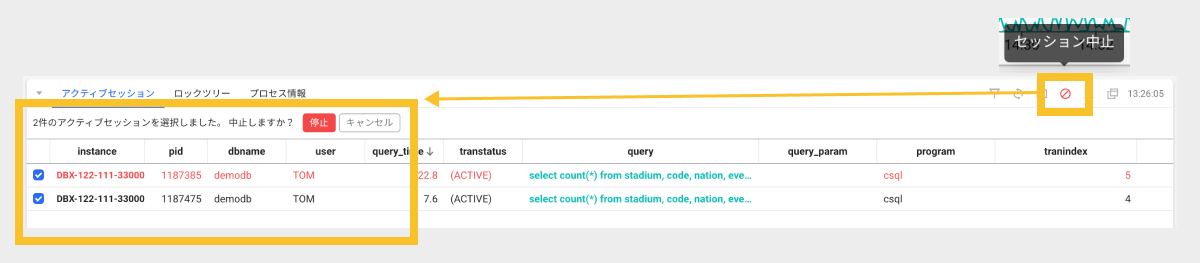 セッション中止
アクティブセッション ロックツリー プロセス情報 13:26:05
2件のアクティブセッションを選択しました。 中止しますか? 停止 キャンセル
instance pid dbname user query_time↓ transtatus query query_param program tranindex
DBX-122-111-33000 1187385 demodb TOM 22.8 (ACTIVE) select count(*) from stadium, code, nation, eve... csql 5
DBX-122-111-33000 1187475 demodb TOM 7.6 (ACTIVE) select count(*) from stadium, code, nation, eve... csql 4